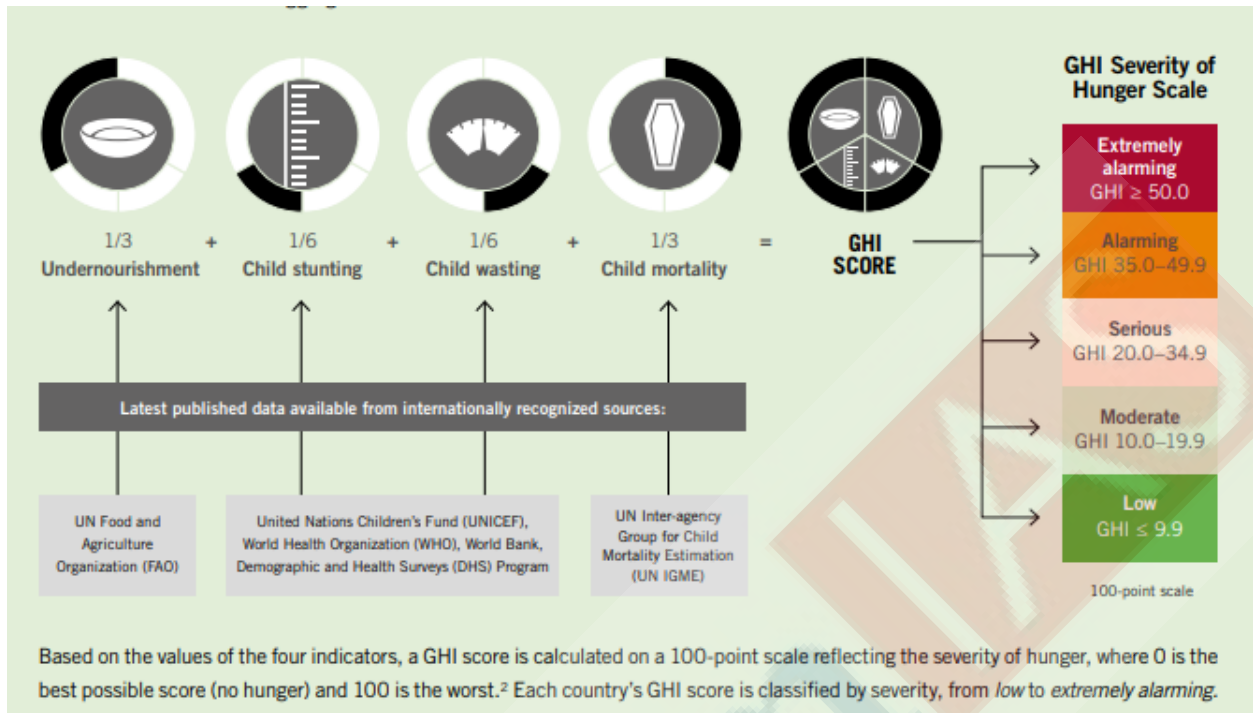 1/3 + 1/6 + 1/6 + 1/3 = GHI
Undernourishment Child stunting Child wasting Child mortality SCORE
Latest published data available from internationally recognized sources:
UN Food and
Agriculture
Organization (FAO)
United Nations Children's Fund (UNICEF),
World Health Organization (WHO), World Bank,
Demographic and Health Surveys (DHS) Program
UN Inter-agency
Group for Child
Mortality Estimation
(UN IGME)
GHI Severity of
Hunger Scale
Extremely
alarming
GHI ≥ 50.0
Alarming
GHI 35.0–49.9
Serious
GHI 20.0–34.9
Moderate
GHI 10.0–19.9
Low
GHI ≤ 9.9
100-point scale
Based on the values of the four indicators, a GHI score is calculated on a 100-point scale reflecting the severity of hunger, where 0 is the
best possible score (no hunger) and 100 is the worst.² Each country's GHI score is classified by severity, from low to extremely alarming.
IAS